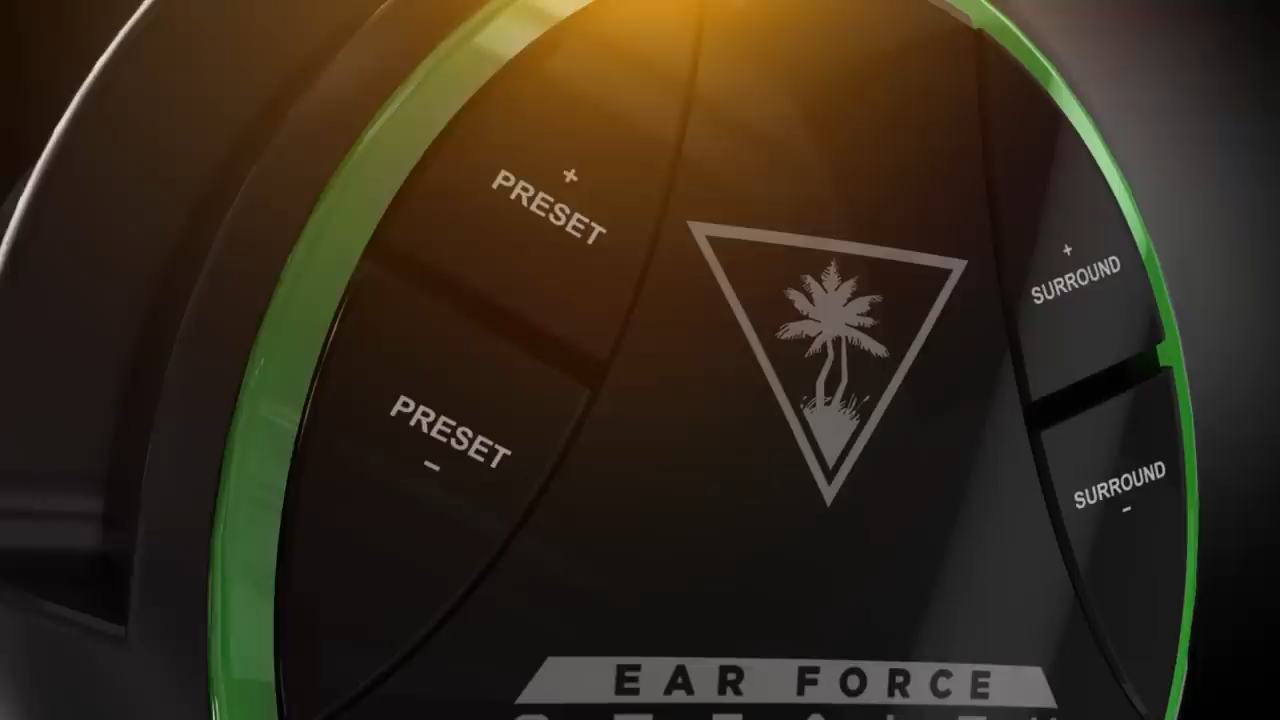 +
PRESET
+
SURROUND
PRESET
-
SURROUND
-
EAR FORCE